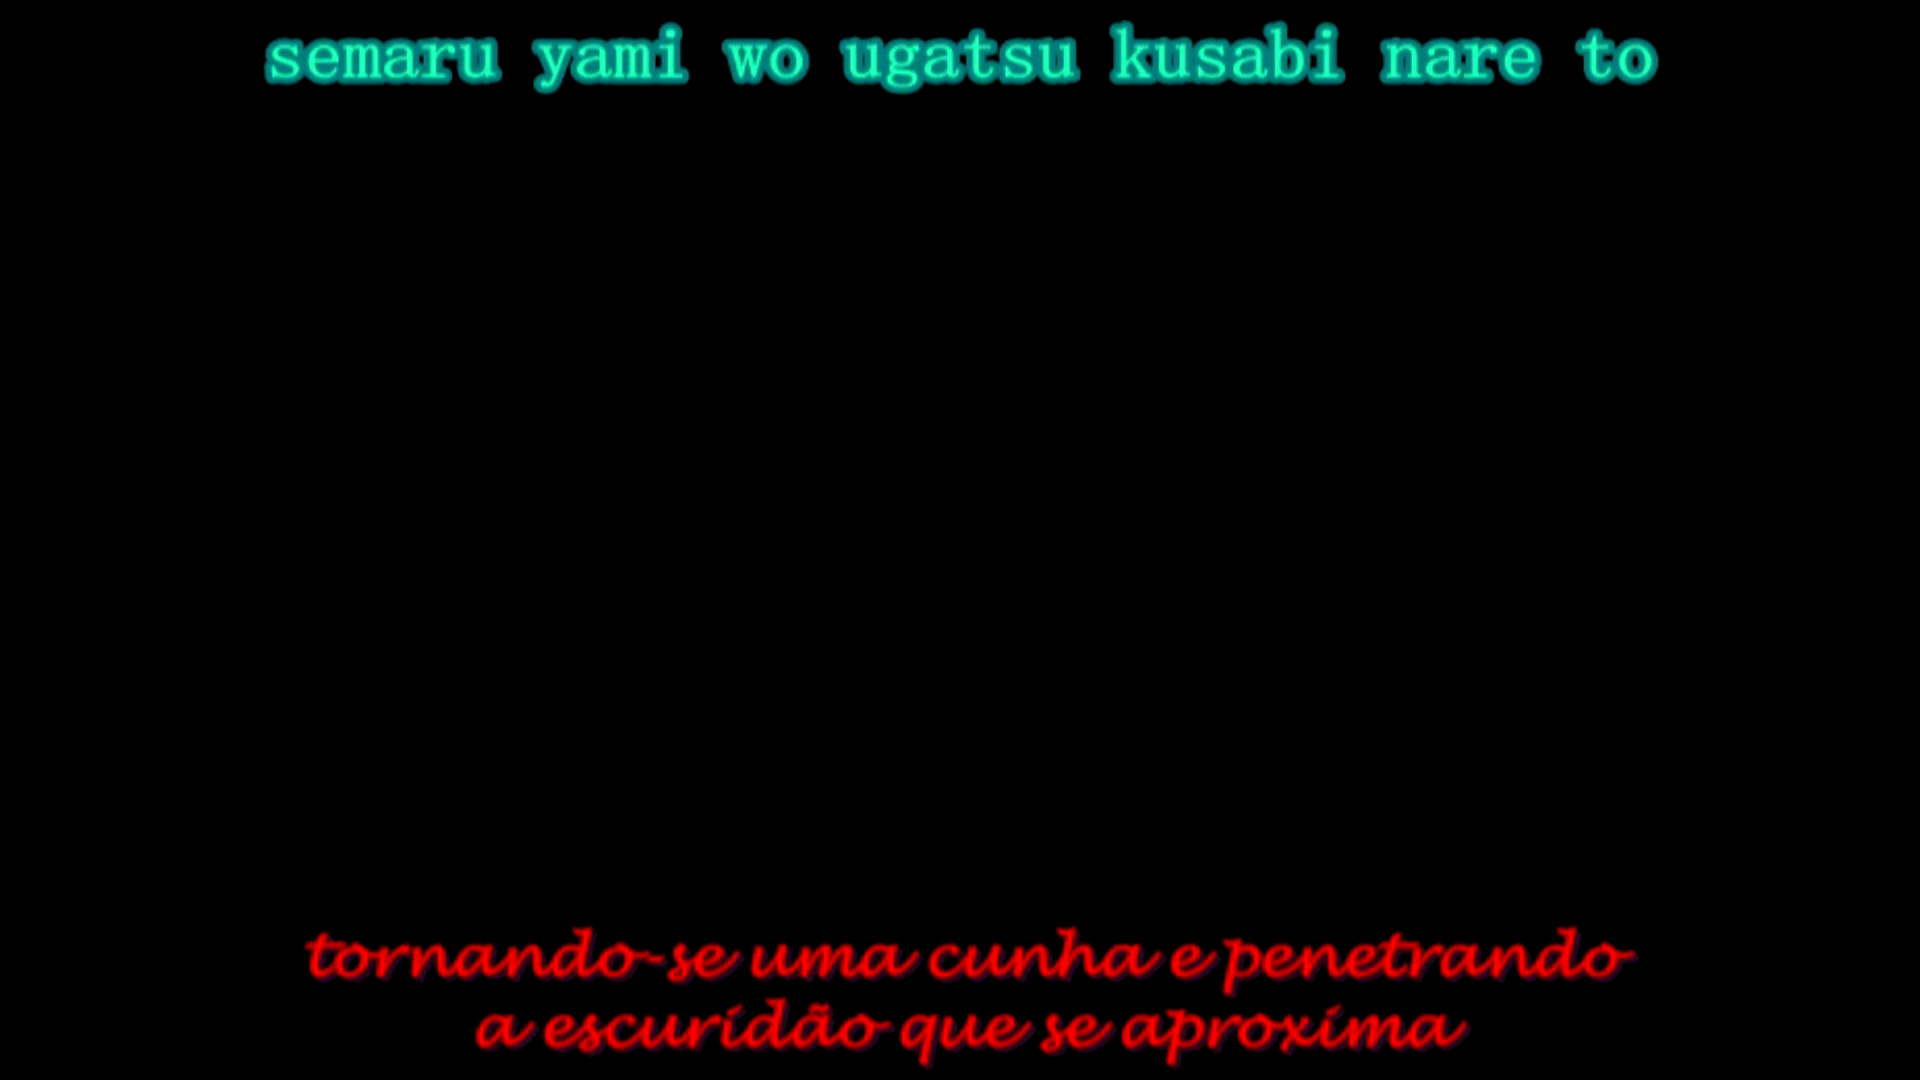 semaru yami wo ugatsu kusabi nare to
tornando-se uma cunha e penetrando
a escuridão que se aproxima